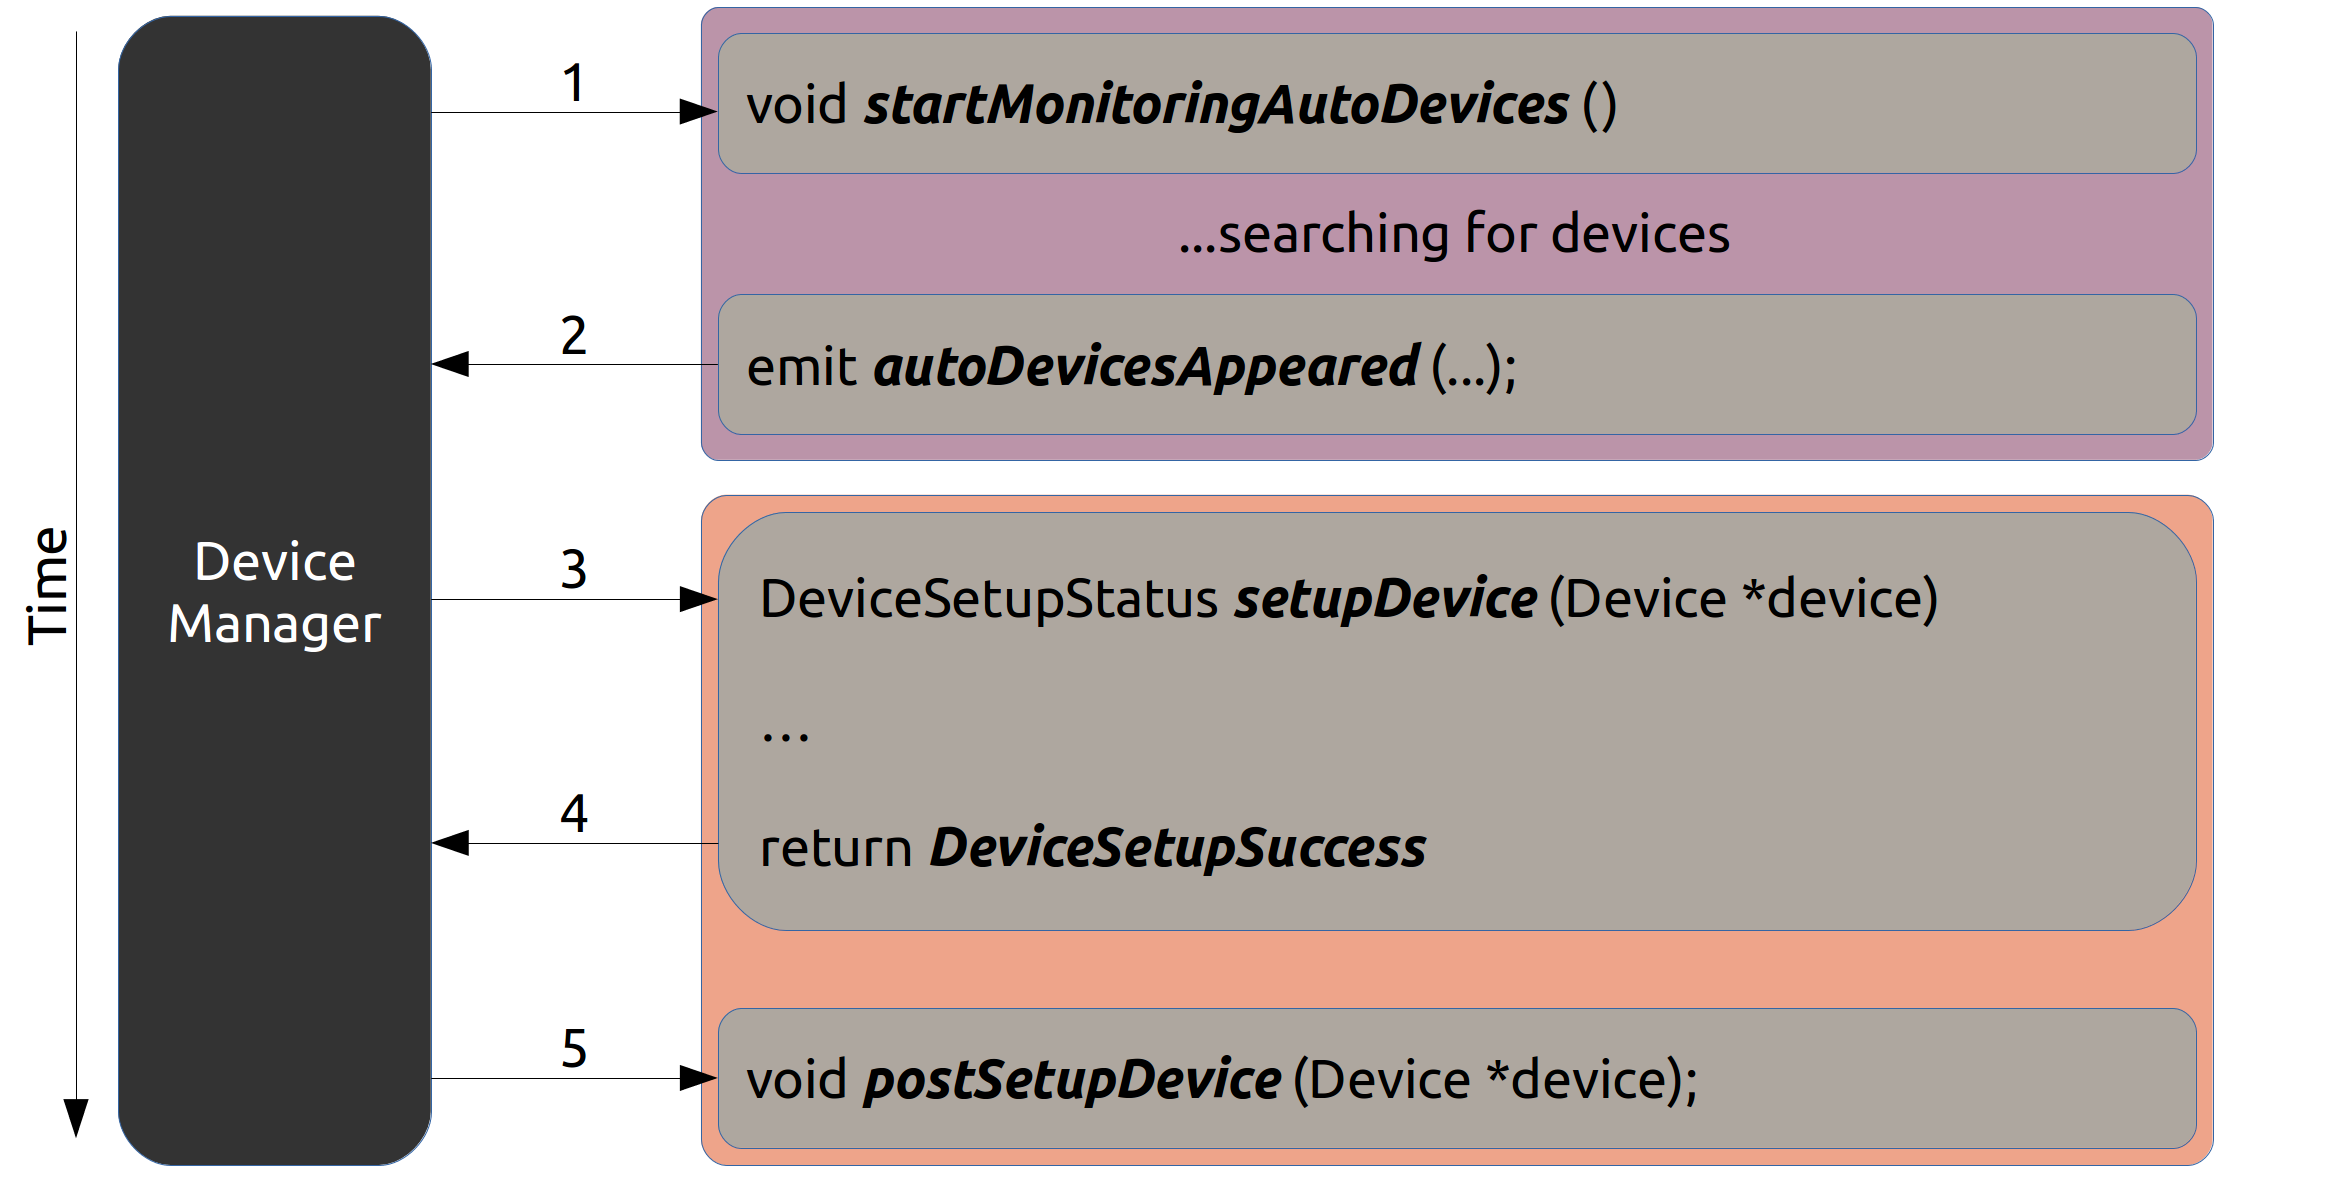 Time
Device
Manager
1
void startMonitoringAutoDevices ()
...searching for devices
2
emit autoDevicesAppeared (...);
3
DeviceSetupStatus setupDevice (Device *device)
...
4
return DeviceSetupSuccess
5
void postSetupDevice (Device *device);